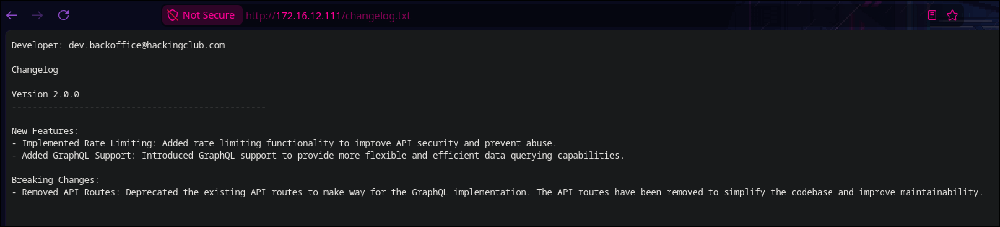 Not Secure http://172.16.12.111/changelog.txt
Developer: dev.backoffice@hackingclub.com
Changelog
Version 2.0.0
-------------------------------------------------
New Features:
- Implemented Rate Limiting: Added rate limiting functionality to improve API security and prevent abuse.
- Added GraphQL Support: Introduced GraphQL support to provide more flexible and efficient data querying capabilities.
Breaking Changes:
- Removed API Routes: Deprecated the existing API routes to make way for the GraphQL implementation. The API routes have been removed to simplify the codebase and improve maintainability.